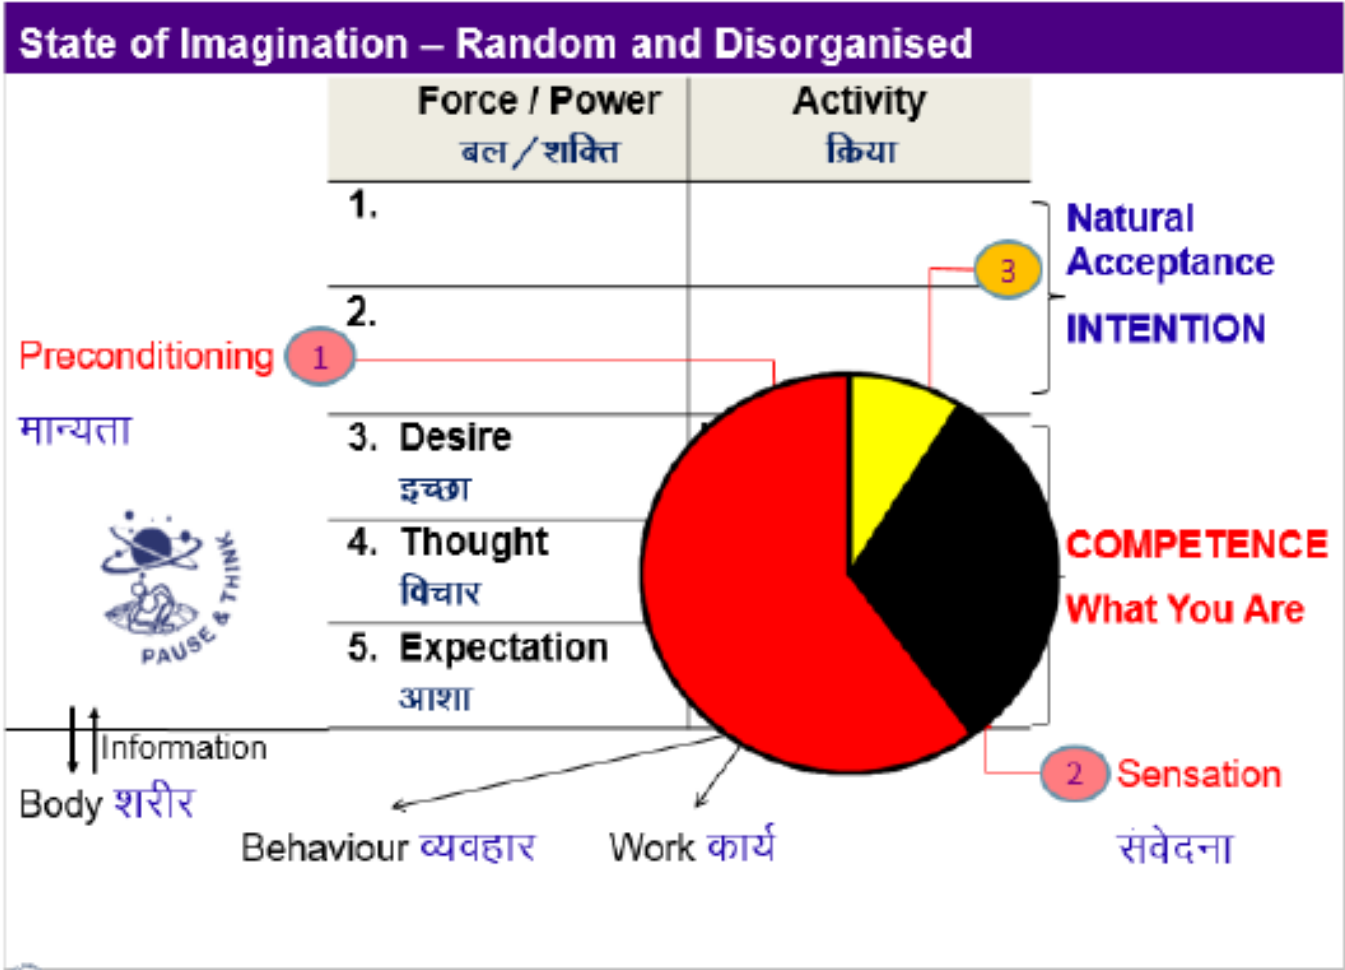 State of Imagination – Random and Disorganised
Force / Power
Activity
बल / शक्ति
क्रिया
1.
Natural
Acceptance
3
2.
INTENTION
Preconditioning
1
मान्यता
3. Desire
इच्छा
4. Thought
विचार
COMPETENCE
What You Are
5. Expectation
आशा
PAUSE & THINK
Information
Body शरीर
2
Sensation
Behaviour व्यवहार
Work कार्य
संवेदना